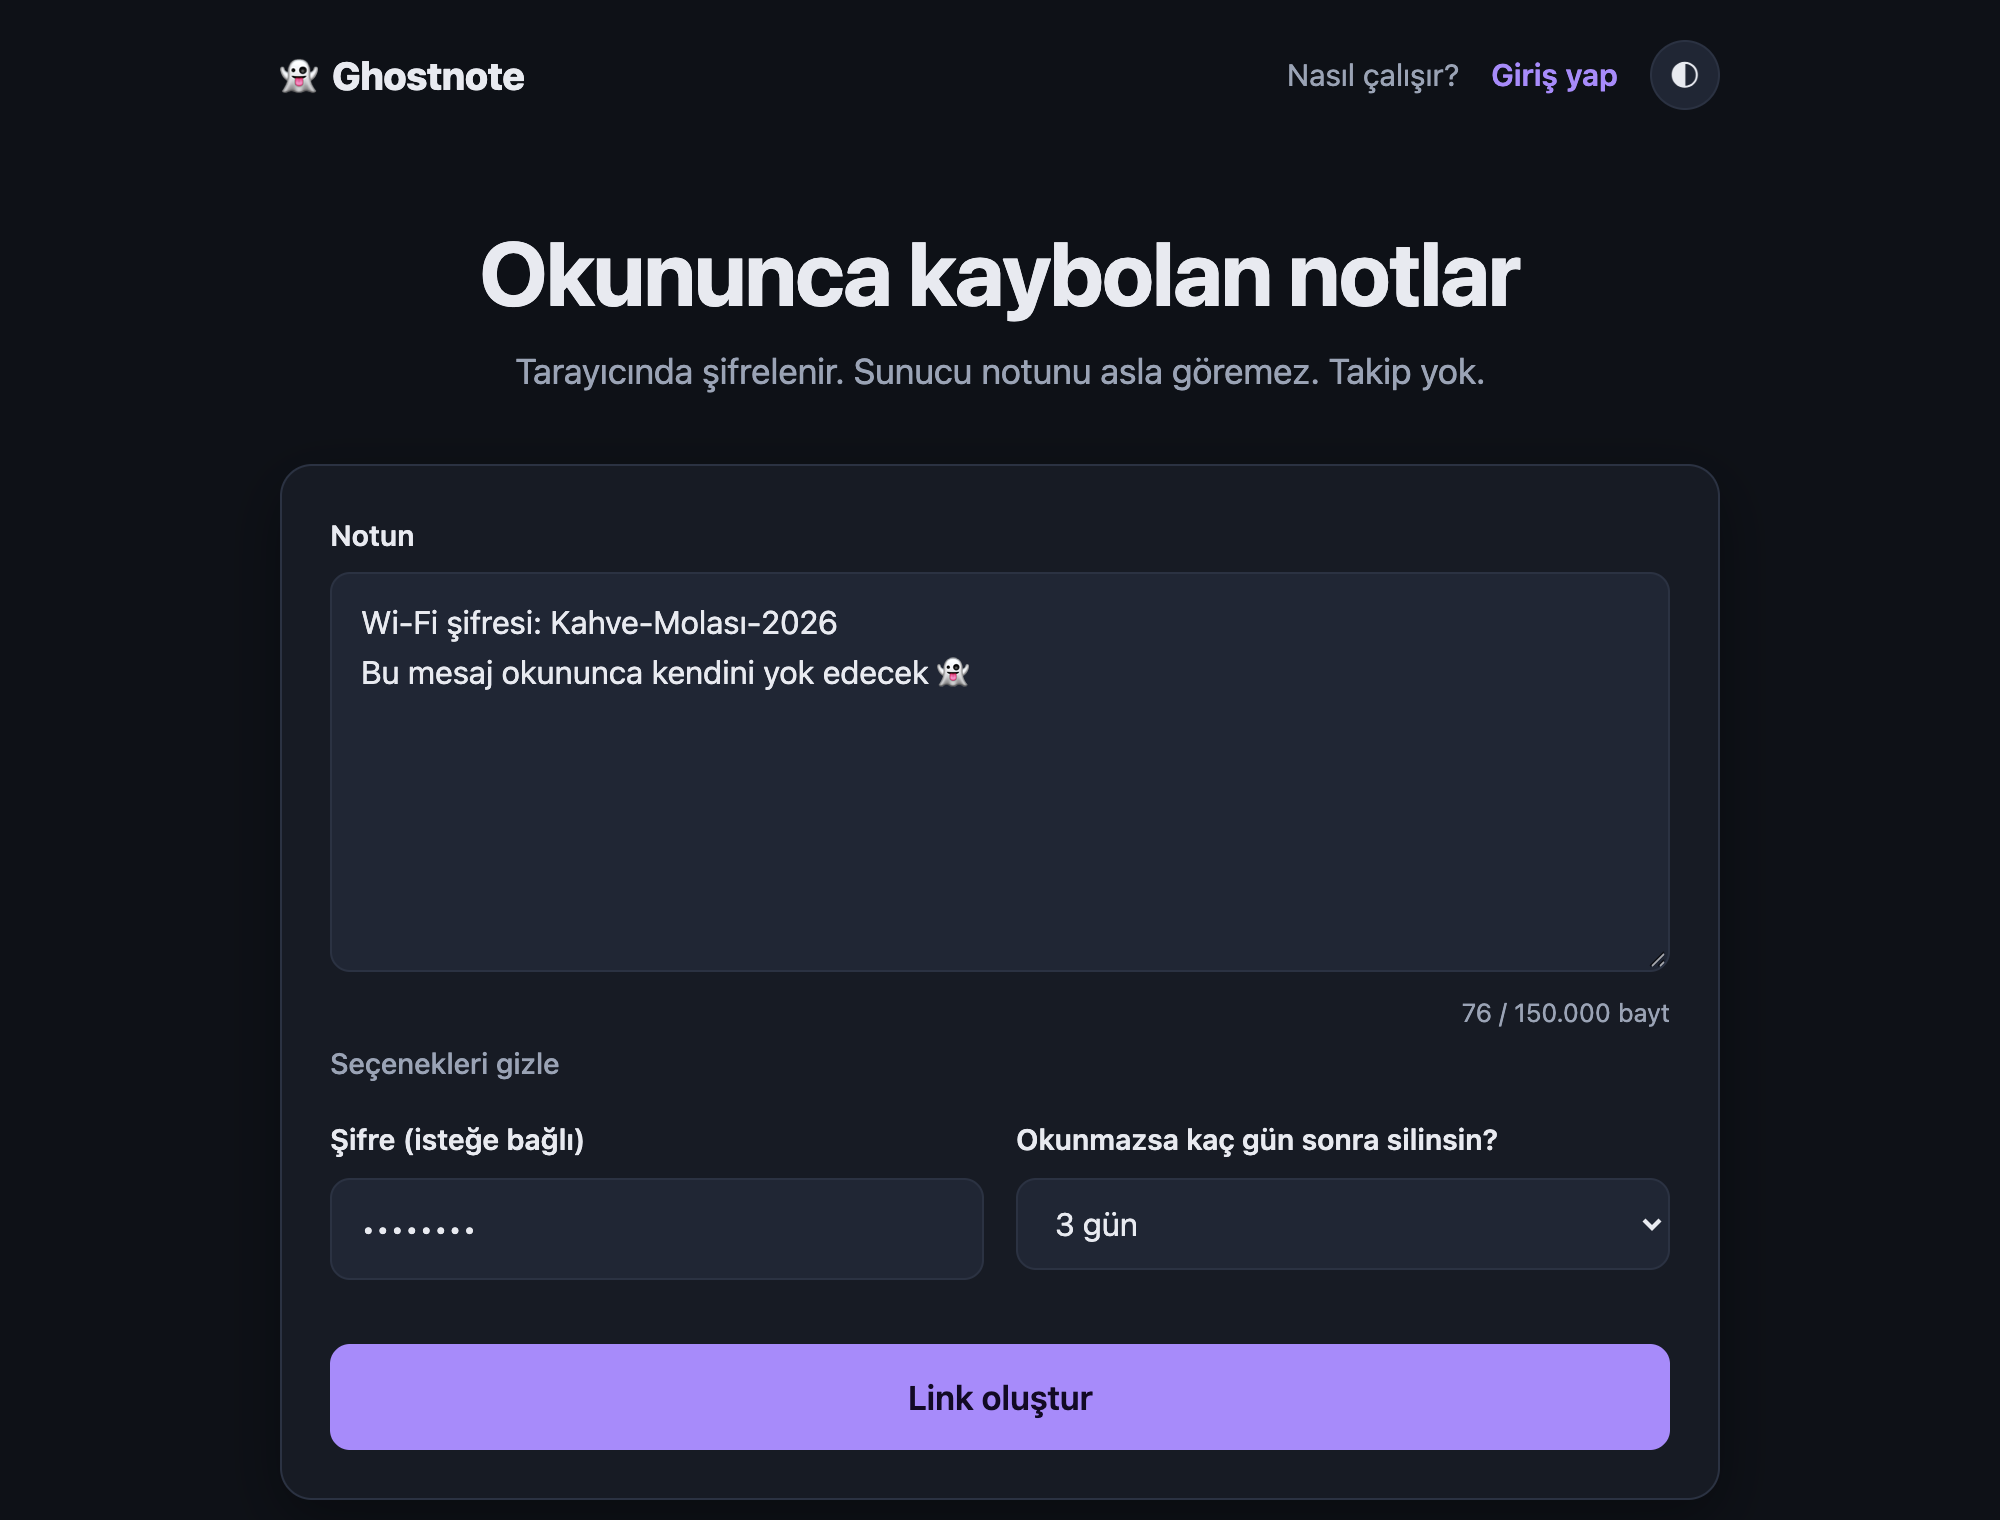 👻 Ghostnote
Nasıl çalışır? Giriş yap
Okununca kaybolan notlar
Tarayıcında şifrelenir. Sunucu notunu asla göremez. Takip yok.
Notun
Wi-Fi şifresi: Kahve-Molası-2026
Bu mesaj okununca kendini yok edecek 👻
76 / 150.000 bayt
Seçenekleri gizle
Şifre (isteğe bağlı)
Okunmazsa kaç gün sonra silinsin?
••••••••
3 gün
Link oluştur